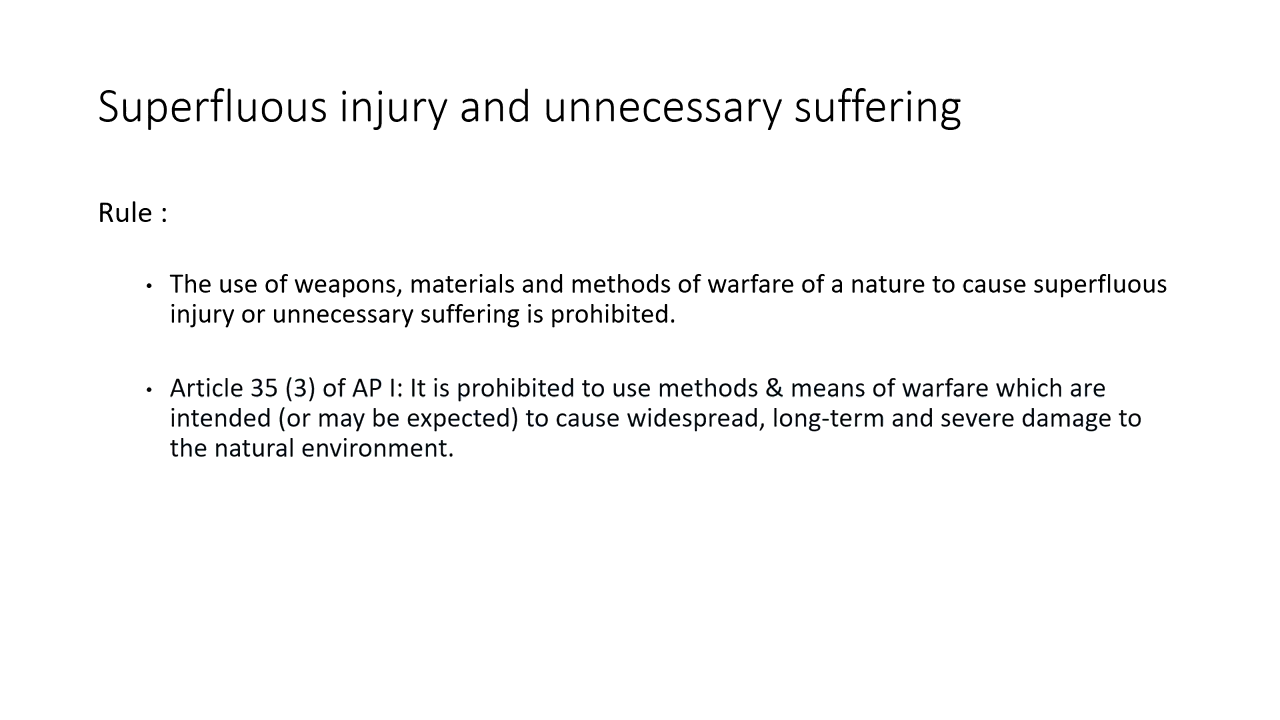 Superfluous injury and unnecessary suffering
Rule :
• The use of weapons, materials and methods of warfare of a nature to cause superfluous
injury or unnecessary suffering is prohibited.
• Article 35 (3) of AP I: It is prohibited to use methods & means of warfare which are
intended (or may be expected) to cause widespread, long-term and severe damage to
the natural environment.